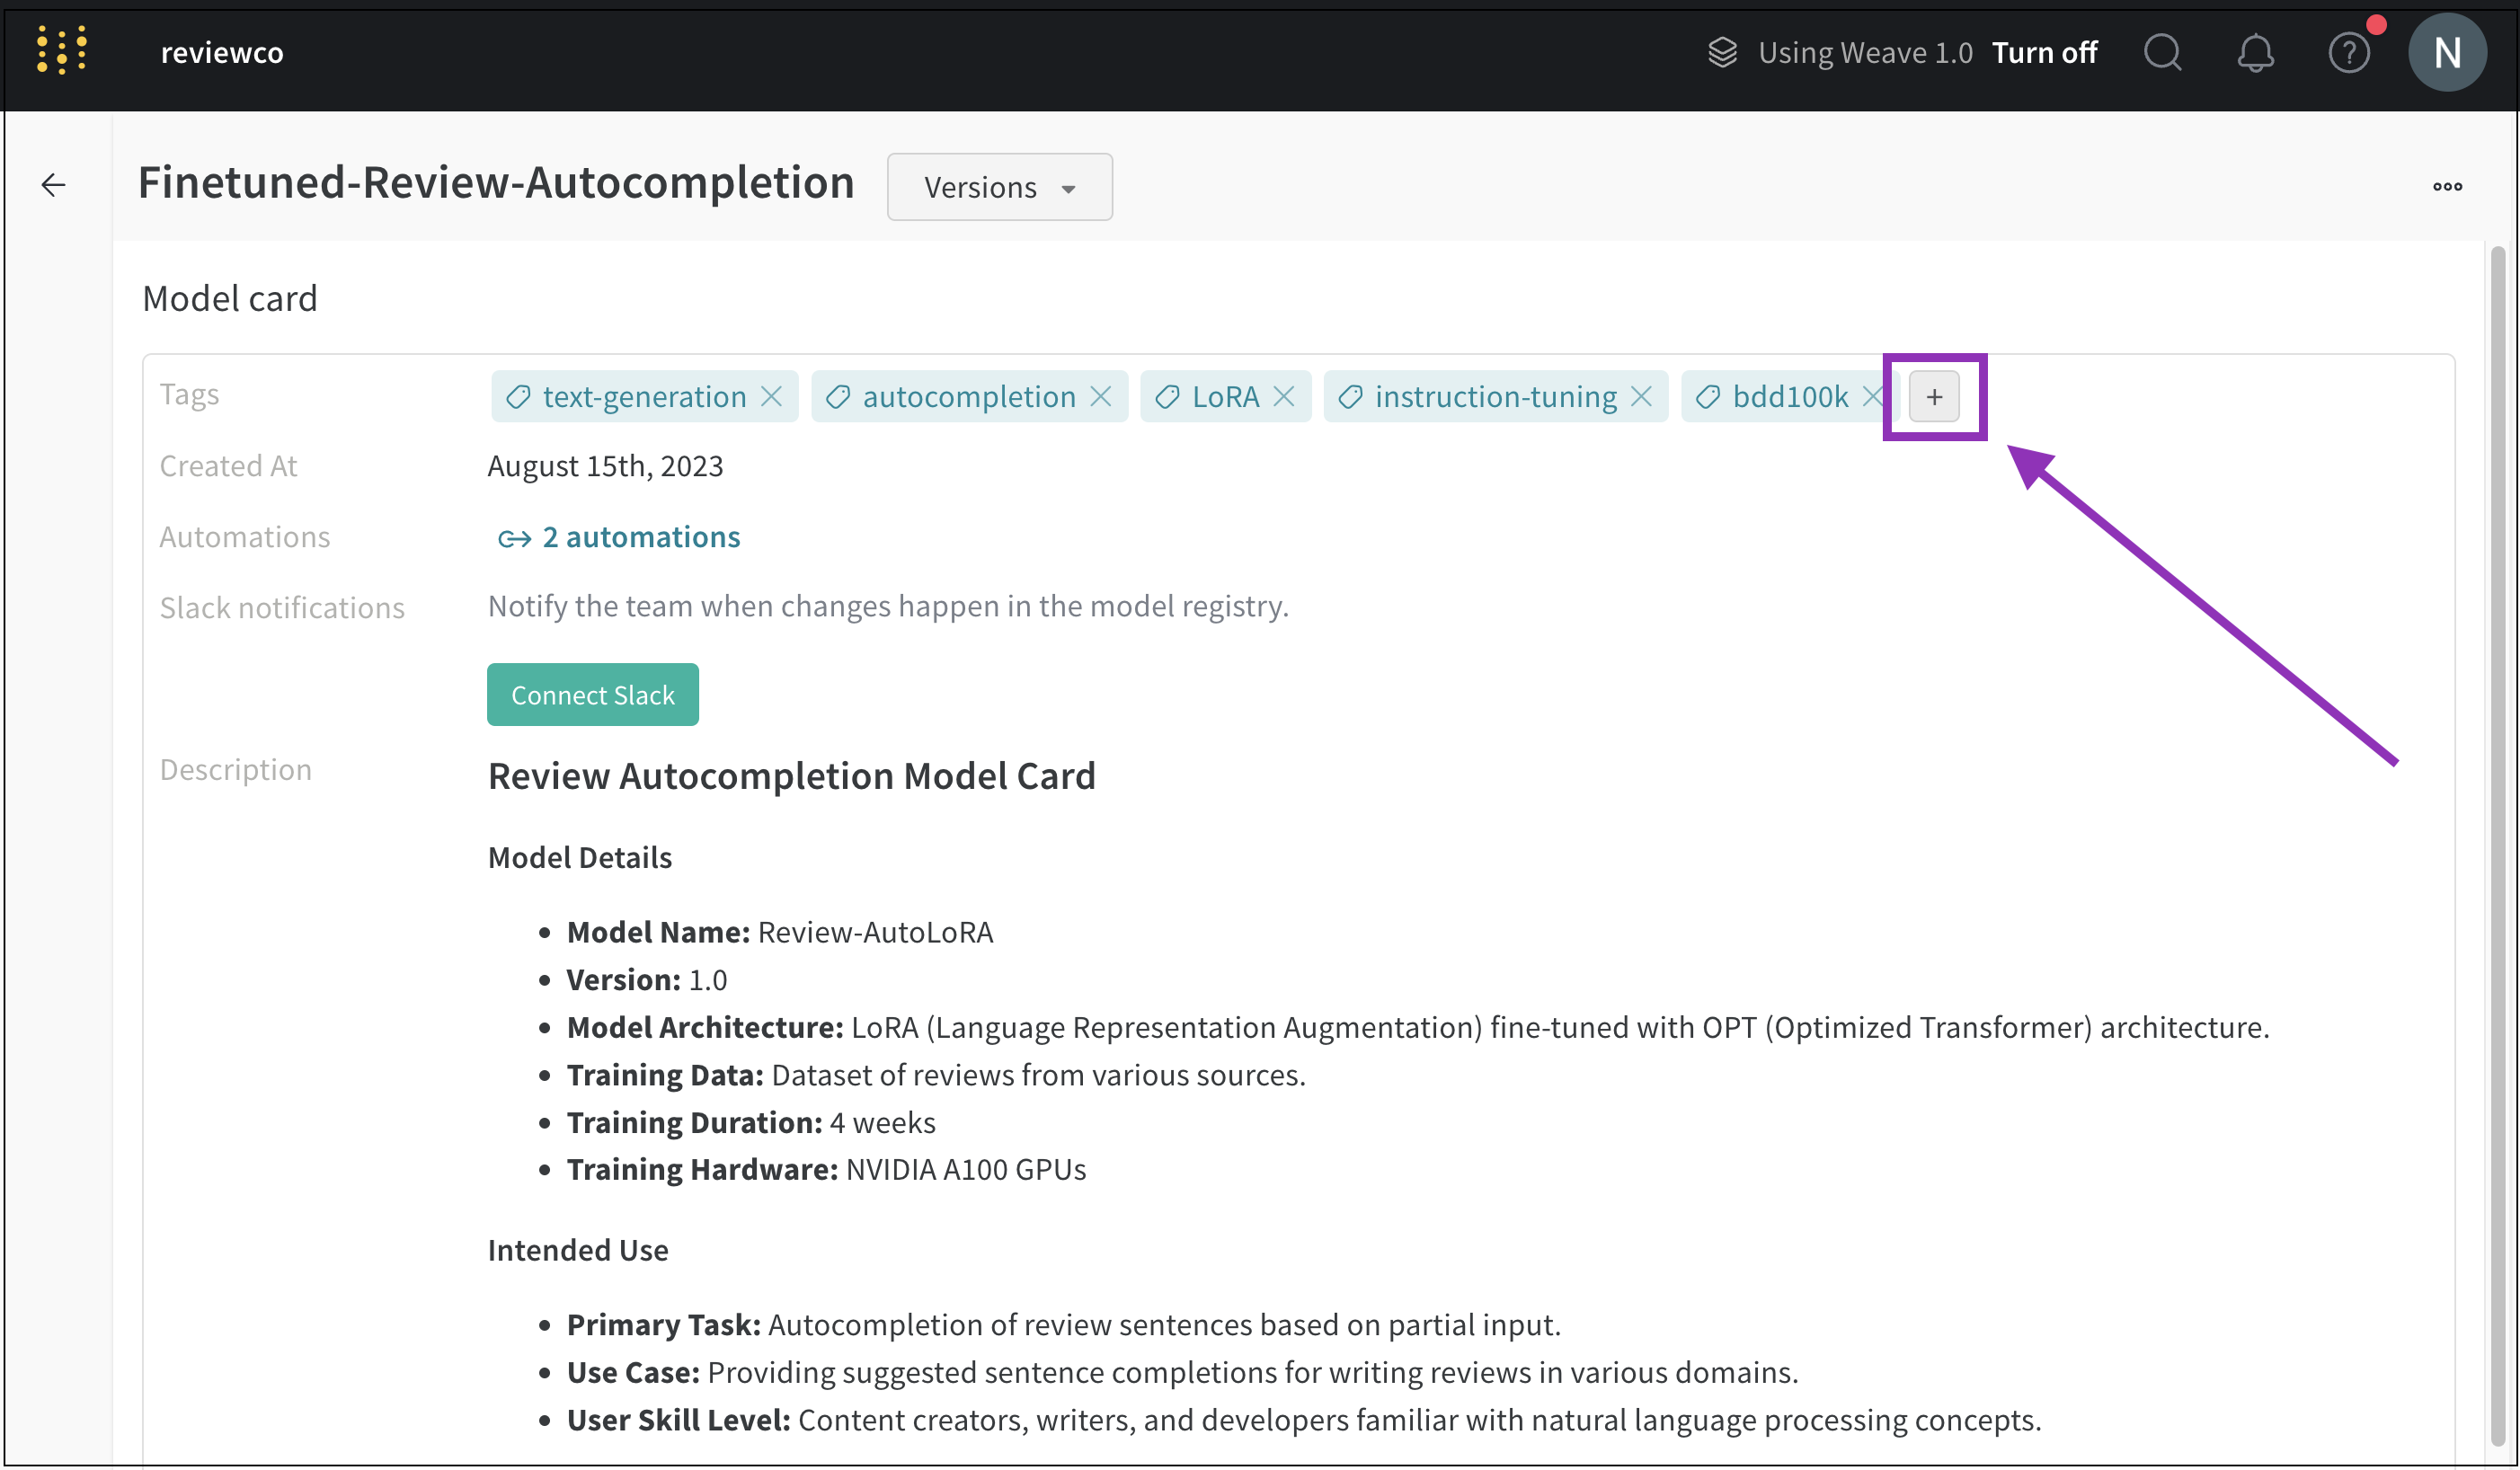 reviewco
Using Weave 1.0 Turn off
N
Finetuned-Review-Autocompletion
Versions
Model card
Tags
text-generation
autocompletion
LoRA
instruction-tuning
bdd100k
+
Created At
August 15th, 2023
Automations
2 automations
Slack notifications
Notify the team when changes happen in the model registry.
Connect Slack
Description
Review Autocompletion Model Card
Model Details
• Model Name: Review-AutoLoRA
• Version: 1.0
• Model Architecture: LoRA (Language Representation Augmentation) fine-tuned with OPT (Optimized Transformer) architecture.
• Training Data: Dataset of reviews from various sources.
• Training Duration: 4 weeks
• Training Hardware: NVIDIA A100 GPUs
Intended Use
• Primary Task: Autocompletion of review sentences based on partial input.
• Use Case: Providing suggested sentence completions for writing reviews in various domains.
• User Skill Level: Content creators, writers, and developers familiar with natural language processing concepts.